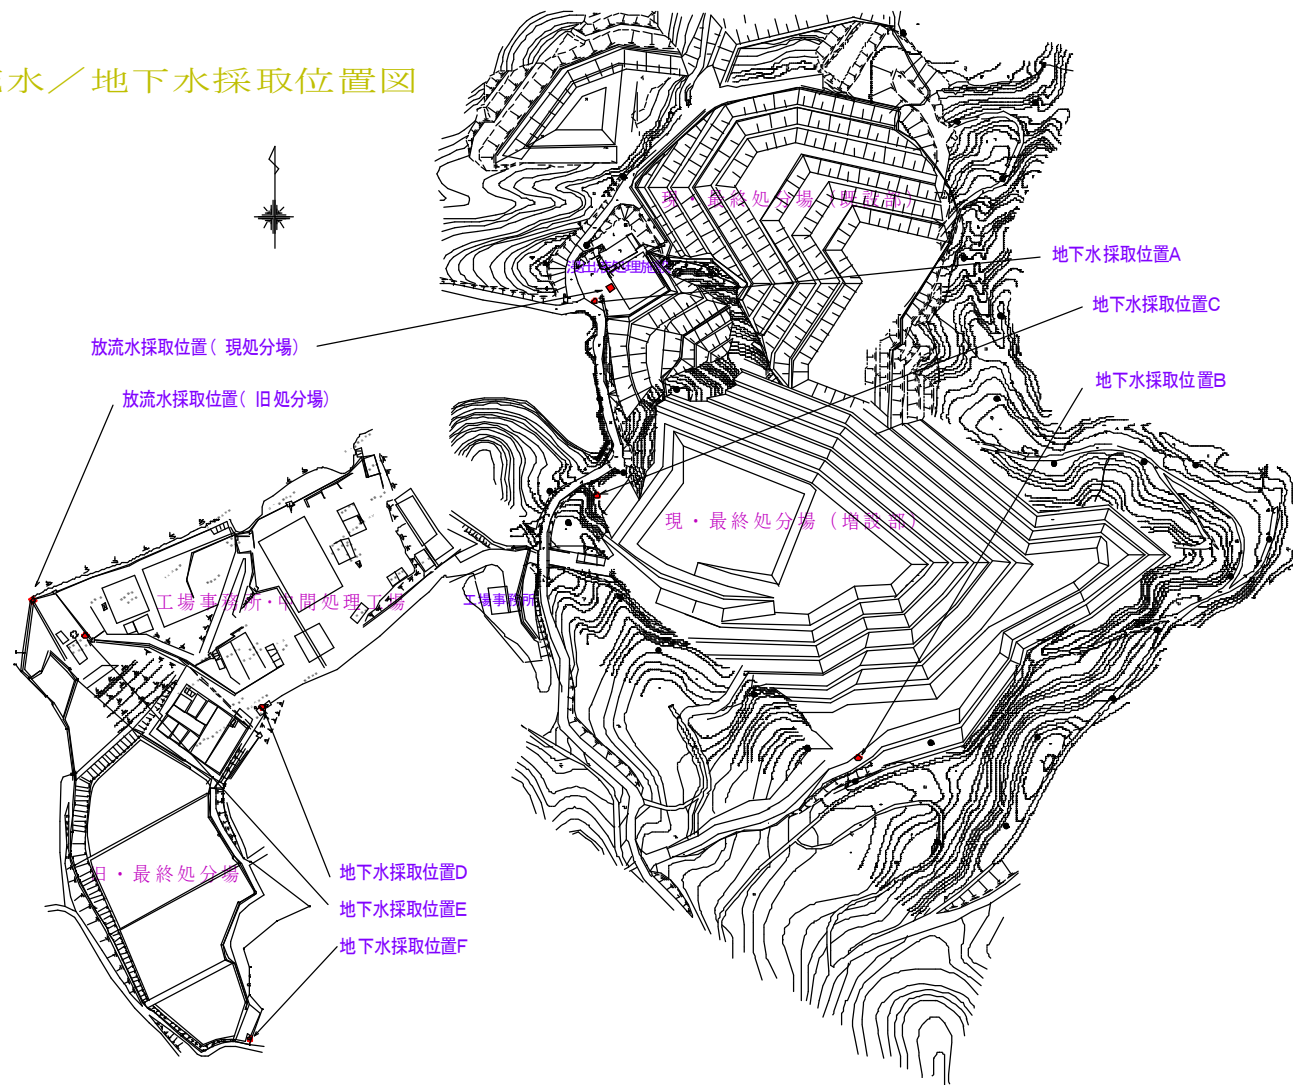 水／地下水採取位置図
現・最終処分場（既設部）
地下水採取位置A
浸出水処理施設
地下水採取位置C
放流水採取位置( 現処分場)
地下水採取位置B
放流水採取位置( 旧処分場)
現・最終処分場（増設部）
工場事務所・中間処理工場
工場事務所
地下水採取位置D
旧・最終処分場
地下水採取位置E
地下水採取位置F